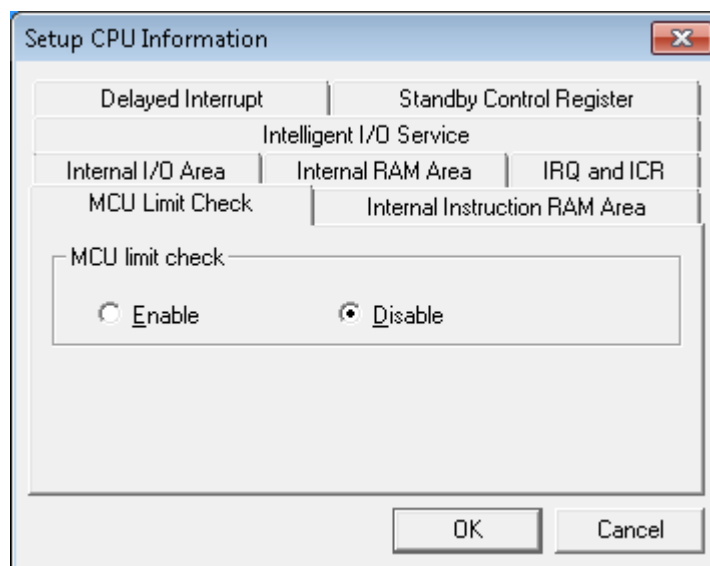 Setup CPU Information
Delayed Interrupt Standby Control Register
Intelligent I/O Service
Internal I/O Area Internal RAM Area IRQ and ICR
MCU Limit Check Internal Instruction RAM Area
MCU limit check
Enable Disable
OK Cancel